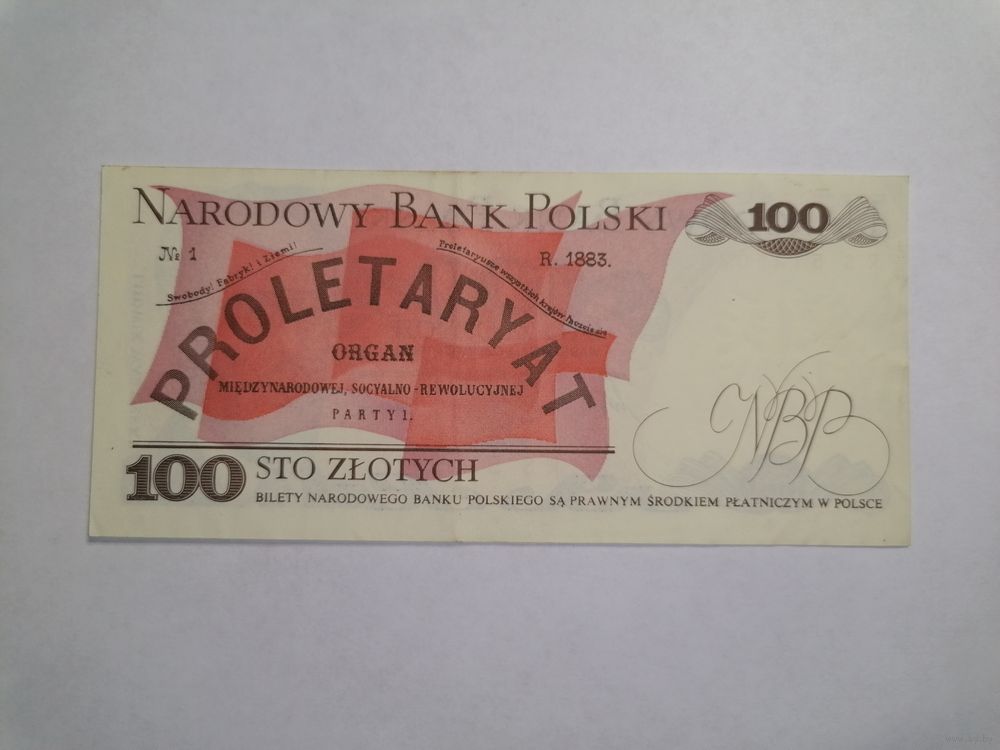 NARODOWY BANK POLSKI
100
№ 1
R. 1883.
Swobody! Fabryk! i Ziemi!
Proletaryusze wszystkich krajów łączcie się
PROLETARYAT
ORGAN
MIĘDZYNARODOWEJ, SOCYALNO-REWOLUCYJNEJ
PARTYI.
100 STO ZŁOTYCH
NBP
BILETY NARODOWEGO BANKU POLSKIEGO SĄ PRAWNYM ŚRODKIEM PŁATNICZYM W POLSCE